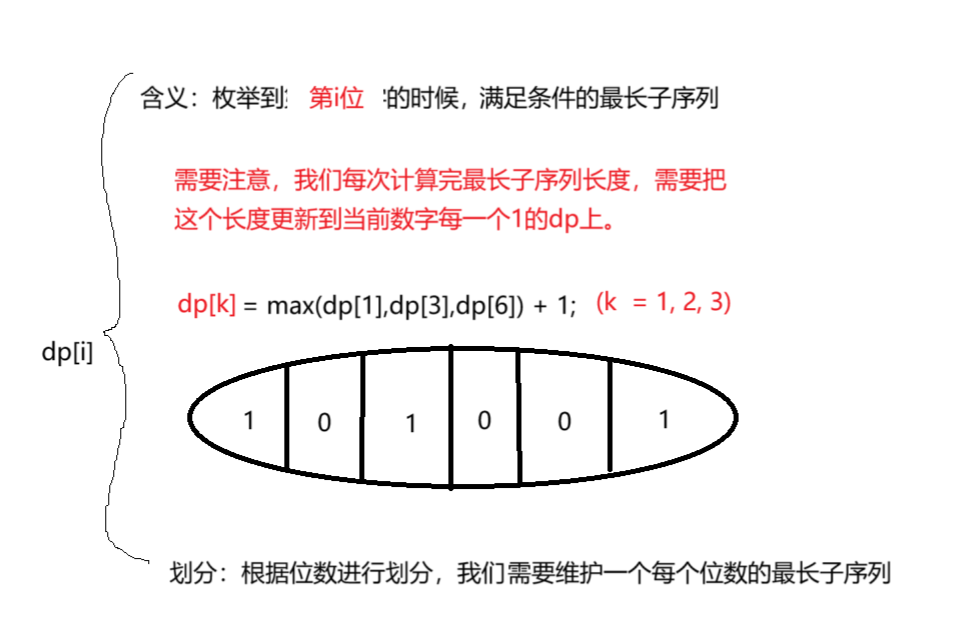 含义：枚举到 第i位 的时候，满足条件的最长子序列
需要注意，我们每次计算完最长子序列长度，需要把
这个长度更新到当前数字每一个1的dp上。
dp[k] = max(dp[1],dp[3],dp[6]) + 1; (k = 1, 2, 3)
dp[i]
1 0 1 0 0 1
划分：根据位数进行划分，我们需要维护一个每个位数的最长子序列